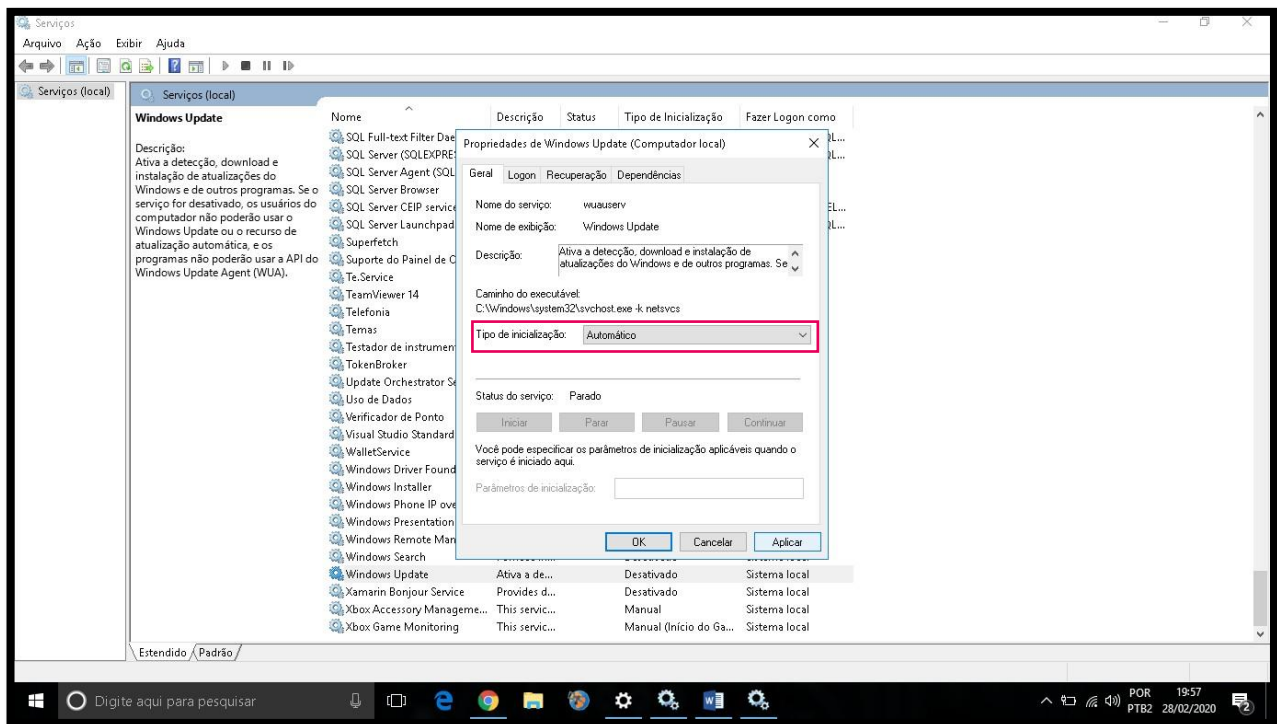 Serviços
Arquivo Ação Exibir Ajuda
Serviços (local)
Serviços (local)
Windows Update
Descrição:
Ativa a detecção, download e
instalação de atualizações do
Windows e de outros programas. Se o
serviço for desativado, os usuários do
computador não poderão usar o
Windows Update ou o recurso de
atualização automática, e os
programas não poderão usar a API do
Windows Update Agent (WUA).
Nome Descrição Status Tipo de Inicialização Fazer Logon como
SQL Full-text Filter Dae
SQL Server (SQLEXPRE
SQL Server Agent (SQL
SQL Server Browser
SQL Server CEIP service
SQL Server Launchpad
Superfetch
Suporte do Painel de C
Te.Service
TeamViewer 14
Telefonia
Temas
Testador de instrumen
TokenBroker
Update Orchestrator Se
Uso de Dados
Verificador de Ponto
Visual Studio Standard
WalletService
Windows Driver Found
Windows Installer
Windows Phone IP ove
Windows Presentation
Windows Remote Man
Windows Search
Windows Update Ativa a de... Desativado Sistema local
Xamarin Bonjour Service Provides d... Desativado Sistema local
Xbox Accessory Manageme... This servic... Manual Sistema local
Xbox Game Monitoring This servic... Manual (Início do Ga... Sistema local
Propriedades de Windows Update (Computador local)
Geral Logon Recuperação Dependências
Nome do serviço: wuauserv
Nome de exibição: Windows Update
Descrição: Ativa a detecção, download e instalação de
atualizações do Windows e de outros programas. Se
Caminho do executável:
C:\Windows\system32\svchost.exe -k netsvcs
Tipo de inicialização: Automático
Status do serviço: Parado
Iniciar Parar Pausar Continuar
Você pode especificar os parâmetros de inicialização aplicáveis quando o
serviço é iniciado aqui.
Parâmetros de inicialização:
OK Cancelar Aplicar
Estendido Padrão
Digite aqui para pesquisar
POR 19:57
PTB2 28/02/2020